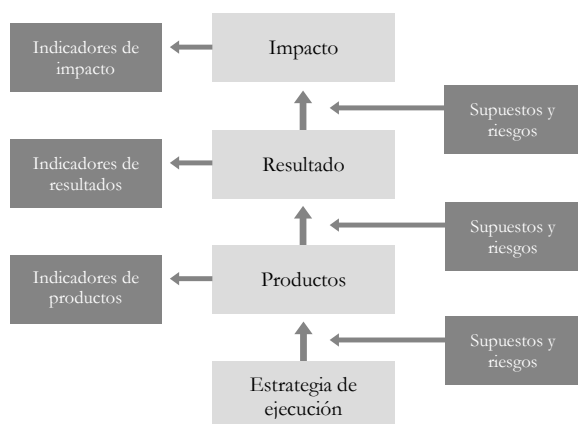 Indicadores de
impacto
Impacto
Supuestos y
riesgos
Indicadores de
resultados
Resultado
Supuestos y
riesgos
Indicadores de
productos
Productos
Supuestos y
riesgos
Estrategia de
ejecución